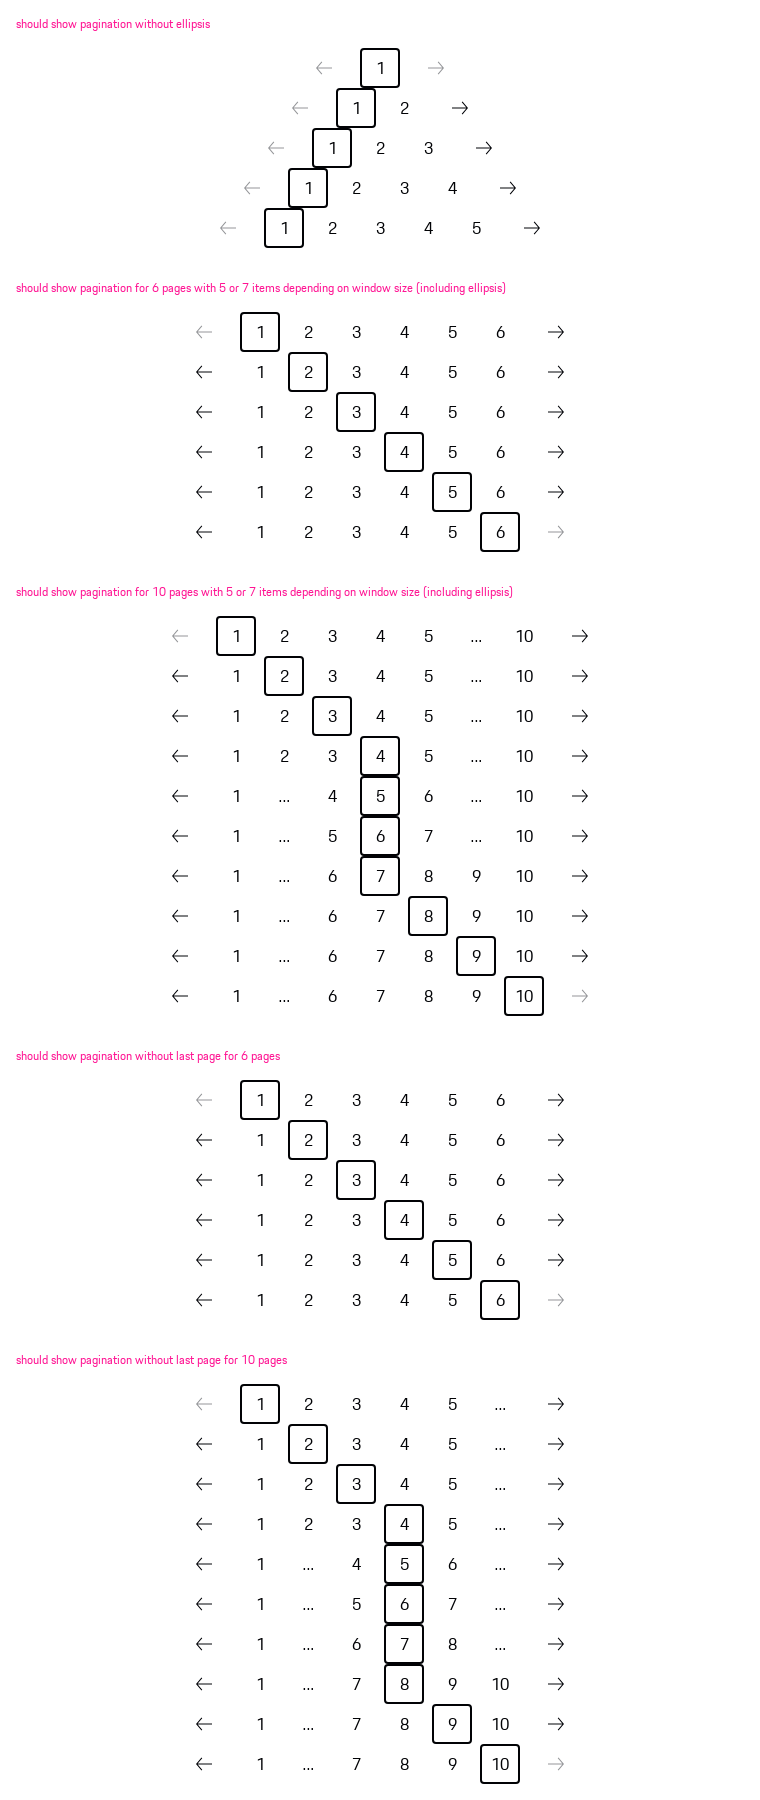 should show pagination without ellipsis
← 1 →
← 1 2 →
← 1 2 3 →
← 1 2 3 4 →
← 1 2 3 4 5 →
should show pagination for 6 pages with 5 or 7 items depending on window size (including ellipsis)
← 1 2 3 4 5 6 →
← 1 2 3 4 5 6 →
← 1 2 3 4 5 6 →
← 1 2 3 4 5 6 →
← 1 2 3 4 5 6 →
← 1 2 3 4 5 6 →
should show pagination for 10 pages with 5 or 7 items depending on window size (including ellipsis)
← 1 2 3 4 5 ... 10 →
← 1 2 3 4 5 ... 10 →
← 1 2 3 4 5 ... 10 →
← 1 2 3 4 5 ... 10 →
← 1 ... 4 5 6 ... 10 →
← 1 ... 5 6 7 ... 10 →
← 1 ... 6 7 8 9 10 →
← 1 ... 6 7 8 9 10 →
← 1 ... 6 7 8 9 10 →
← 1 ... 6 7 8 9 10 →
should show pagination without last page for 6 pages
← 1 2 3 4 5 6 →
← 1 2 3 4 5 6 →
← 1 2 3 4 5 6 →
← 1 2 3 4 5 6 →
← 1 2 3 4 5 6 →
← 1 2 3 4 5 6 →
should show pagination without last page for 10 pages
← 1 2 3 4 5 ... →
← 1 2 3 4 5 ... →
← 1 2 3 4 5 ... →
← 1 2 3 4 5 ... →
← 1 ... 4 5 6 ... →
← 1 ... 5 6 7 ... →
← 1 ... 6 7 8 ... →
← 1 ... 7 8 9 10 →
← 1 ... 7 8 9 10 →
← 1 ... 7 8 9 10 →